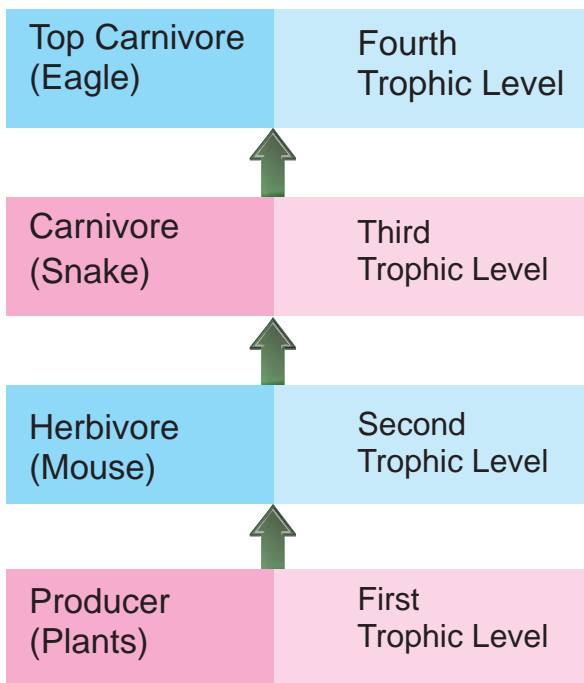 Top Carnivore
(Eagle)
Fourth
Trophic Level
Carnivore
(Snake)
Third
Trophic Level
Herbivore
(Mouse)
Second
Trophic Level
Producer
(Plants)
First
Trophic Level